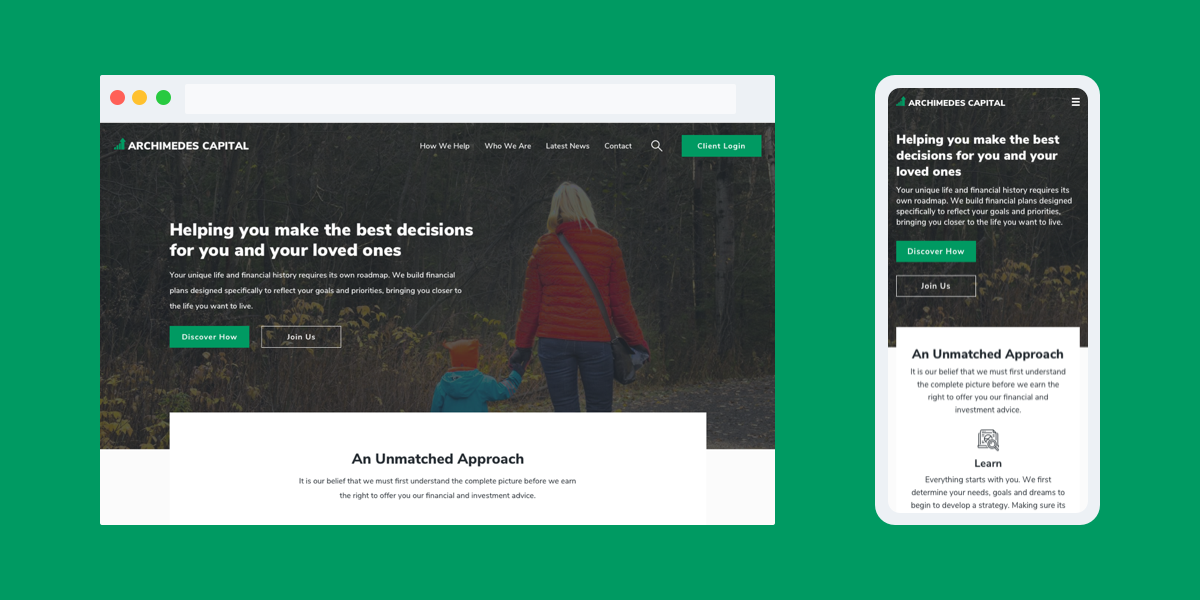 ARCHIMEDES CAPITAL
How We Help Who We Are Latest News Contact Client Login
Helping you make the best decisions
for you and your loved ones
Your unique life and financial history requires its own roadmap. We build financial
plans designed specifically to reflect your goals and priorities, bringing you closer to
the life you want to live.
Discover How Join Us
An Unmatched Approach
It is our belief that we must first understand the complete picture before we earn
the right to offer you our financial and investment advice.
ARCHIMEDES CAPITAL
Helping you make the best
decisions for you and your
loved ones
Your unique life and financial history requires its
own roadmap. We build financial plans designed
specifically to reflect your goals and priorities,
bringing you closer to the life you want to live.
Discover How
Join Us
An Unmatched Approach
It is our belief that we must first understand
the complete picture before we earn the
right to offer you our financial and
investment advice.
Learn
Everything starts with you. We first
determine your needs, goals and dreams to
begin to develop a strategy. Making sure its